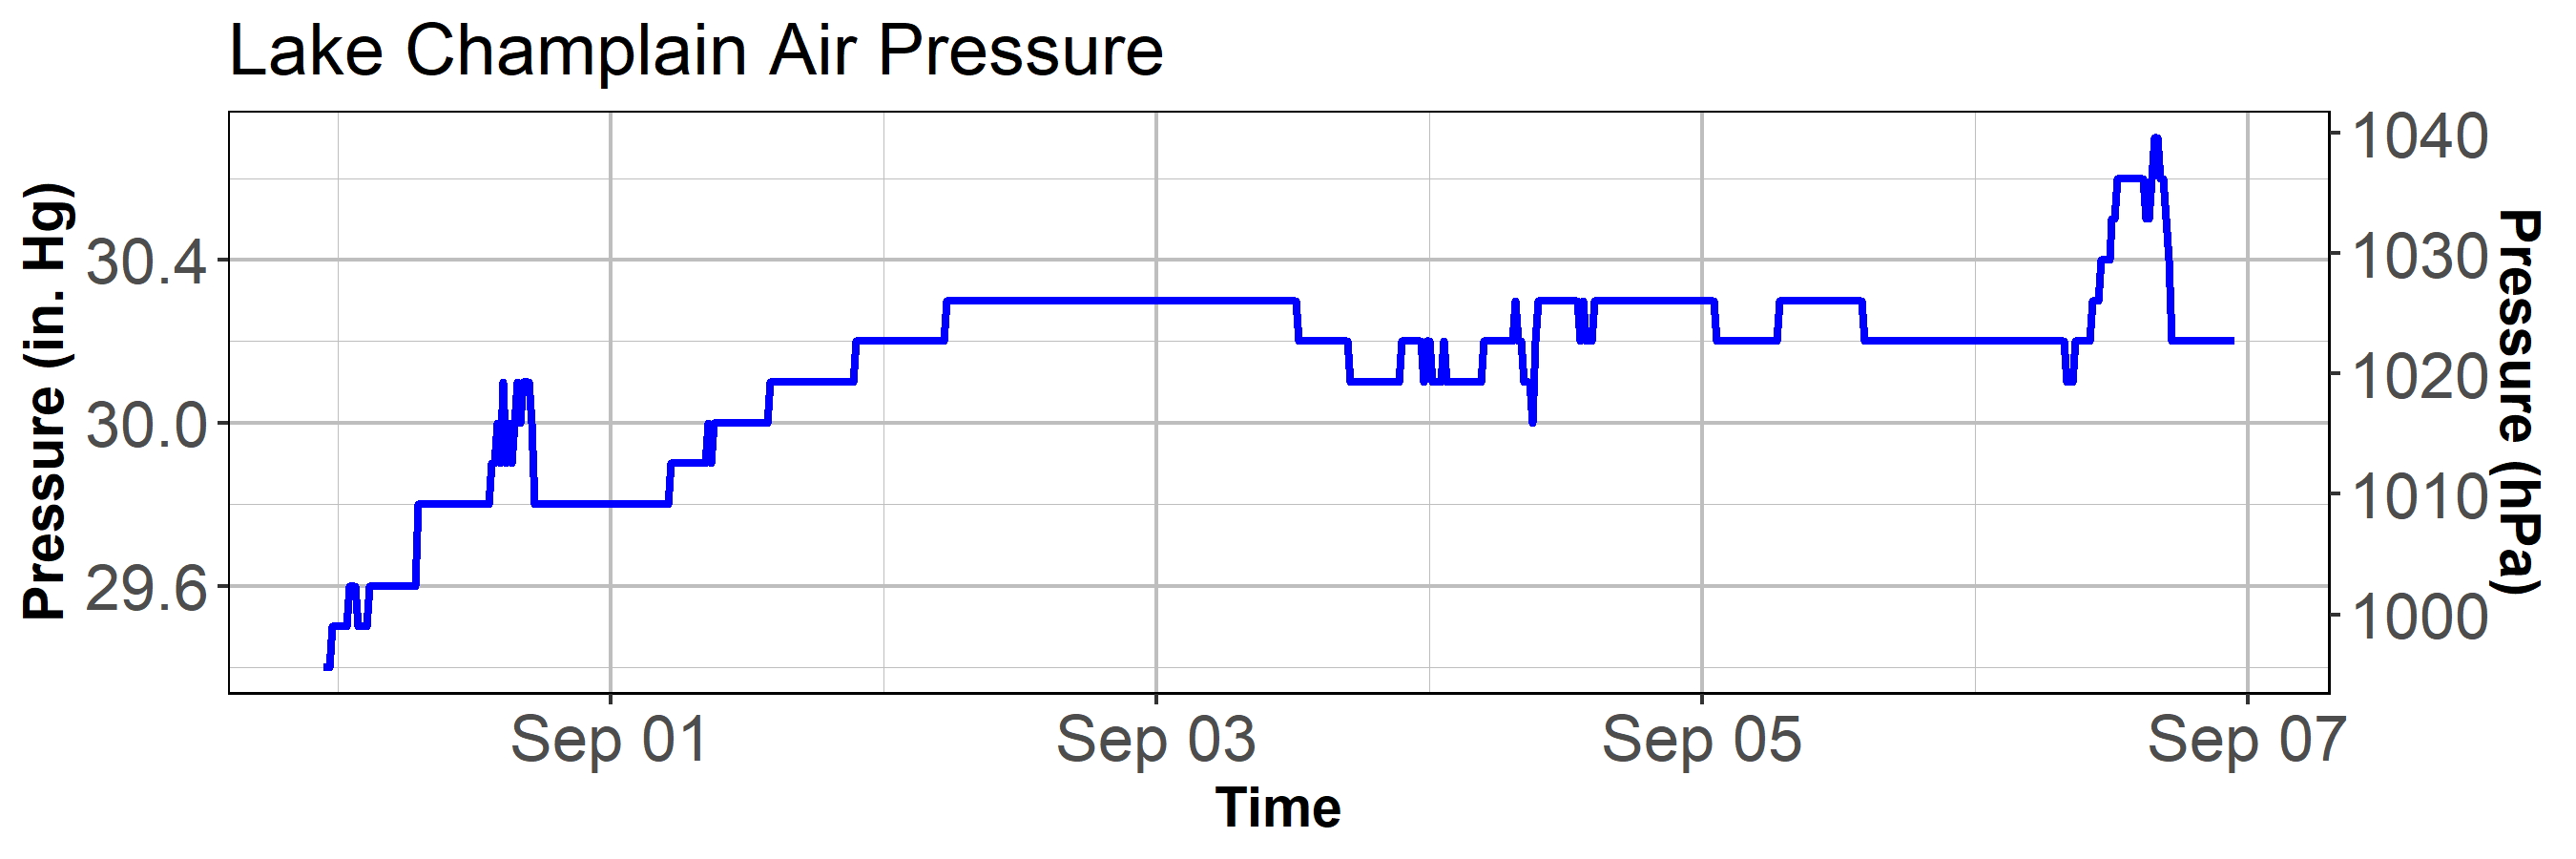 Lake Champlain Air Pressure
Pressure (in. Hg)
30.4
30.0
29.6
1040
1030
1020
1010
1000
Pressure (hPa)
Sep 01 Sep 03 Sep 05 Sep 07
Time